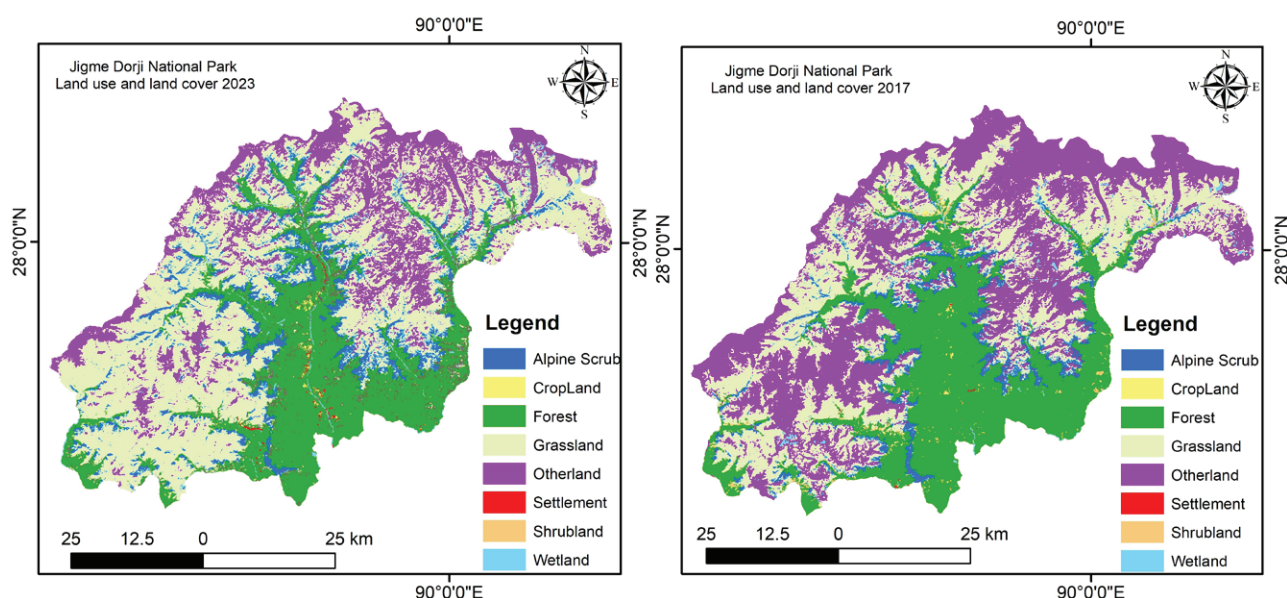 90°0'0"E
Jigme Dorji National Park
Land use and land cover 2023
N
W E
S
28°0'0"N
28°0'0"N
Legend
Alpine Scrub
CropLand
Forest
Grassland
Otherland
Settlement
Shrubland
Wetland
25 12.5 0 25 km
90°0'0"E
90°0'0"E
Jigme Dorji National Park
Land use and land cover 2017
N
W E
S
28°0'0"N
Legend
Alpine Scrub
CropLand
Forest
Grassland
Otherland
Settlement
Shrubland
Wetland
25 12.5 0 25 km
90°0'0"E